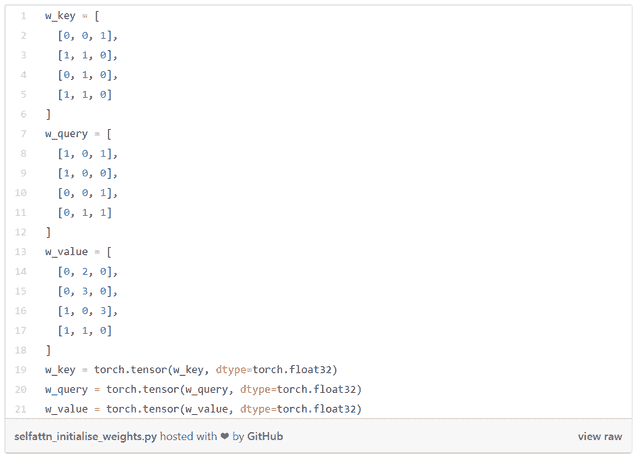 1 w_key = [
2 [0, 0, 1],
3 [1, 1, 0],
4 [0, 1, 0],
5 [1, 1, 0]
6 ]
7 w_query = [
8 [1, 0, 1],
9 [1, 0, 0],
10 [0, 0, 1],
11 [0, 1, 1]
12 ]
13 w_value = [
14 [0, 2, 0],
15 [0, 3, 0],
16 [1, 0, 3],
17 [1, 1, 0]
18 ]
19 w_key = torch.tensor(w_key, dtype=torch.float32)
20 w_query = torch.tensor(w_query, dtype=torch.float32)
21 w_value = torch.tensor(w_value, dtype=torch.float32)
selfattn_initialise_weights.py hosted with ❤ by GitHub view raw